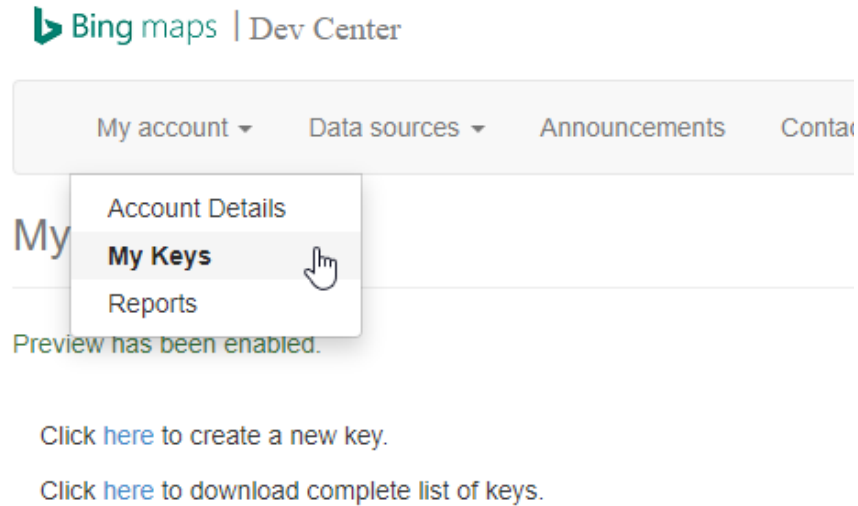 Bing maps | Dev Center
My account Data sources Announcements
Account Details
My
My Keys
Reports
Preview has been enabled.
Click here to create a new key.
Click here to download complete list of keys.